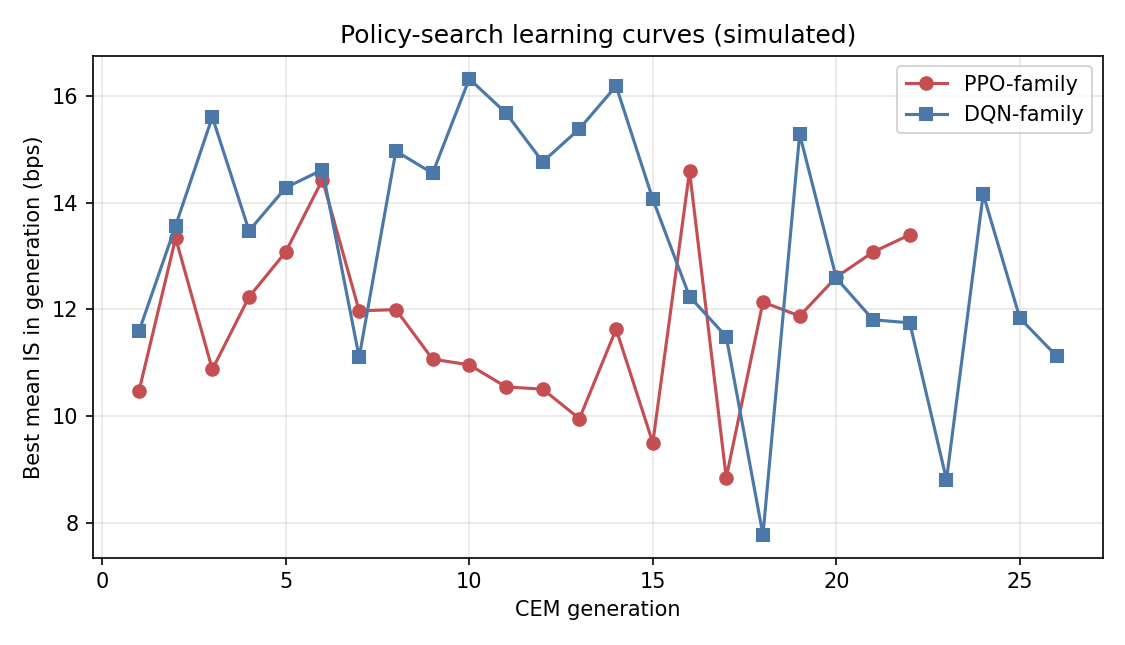 Policy-search learning curves (simulated)
PPO-family
DQN-family
Best mean IS in generation (bps)
16
14
12
10
8
0 5 10 15 20 25
CEM generation